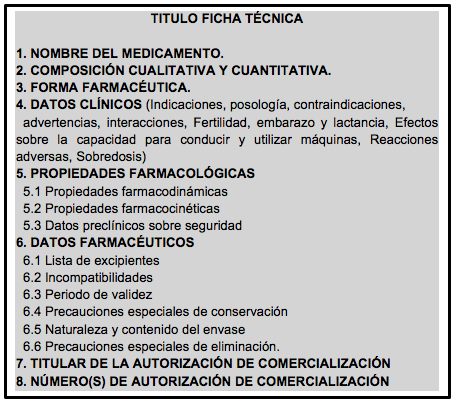 TITULO FICHA TÉCNICA
1. NOMBRE DEL MEDICAMENTO.
2. COMPOSICIÓN CUALITATIVA Y CUANTITATIVA.
3. FORMA FARMACÉUTICA.
4. DATOS CLÍNICOS (Indicaciones, posología, contraindicaciones,
advertencias, interacciones, Fertilidad, embarazo y lactancia, Efectos
sobre la capacidad para conducir y utilizar máquinas, Reacciones
adversas, Sobredosis)
5. PROPIEDADES FARMACOLÓGICAS
5.1 Propiedades farmacodinámicas
5.2 Propiedades farmacocinéticas
5.3 Datos preclínicos sobre seguridad
6. DATOS FARMACÉUTICOS
6.1 Lista de excipientes
6.2 Incompatibilidades
6.3 Periodo de validez
6.4 Precauciones especiales de conservación
6.5 Naturaleza y contenido del envase
6.6 Precauciones especiales de eliminación.
7. TITULAR DE LA AUTORIZACIÓN DE COMERCIALIZACIÓN
8. NÚMERO(S) DE AUTORIZACIÓN DE COMERCIALIZACIÓN